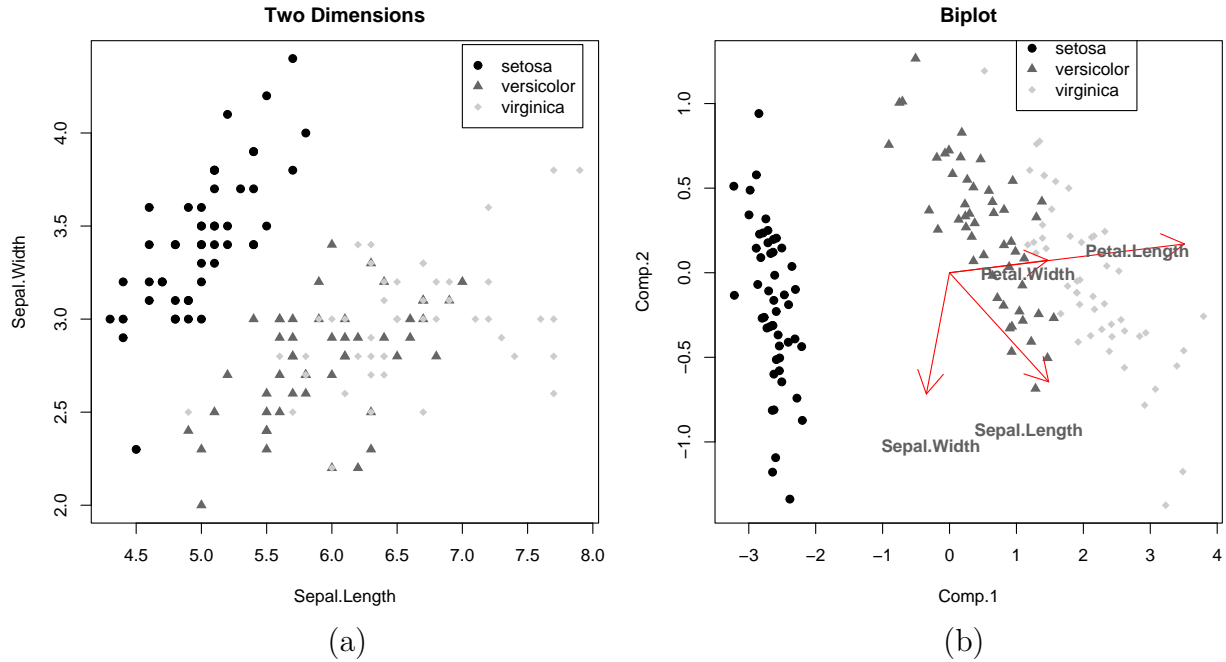 Two Dimensions
setosa
versicolor
virginica
4.0
3.5
3.0
2.5
2.0
Sepal.Width
4.5 5.0 5.5 6.0 6.5 7.0 7.5 8.0
Sepal.Length
(a)
Biplot
setosa
versicolor
virginica
1.0
0.5
0.0
−0.5
−1.0
Comp.2
Petal.Length
Petal.Width
Sepal.Length
Sepal.Width
−3 −2 −1 0 1 2 3 4
Comp.1
(b)